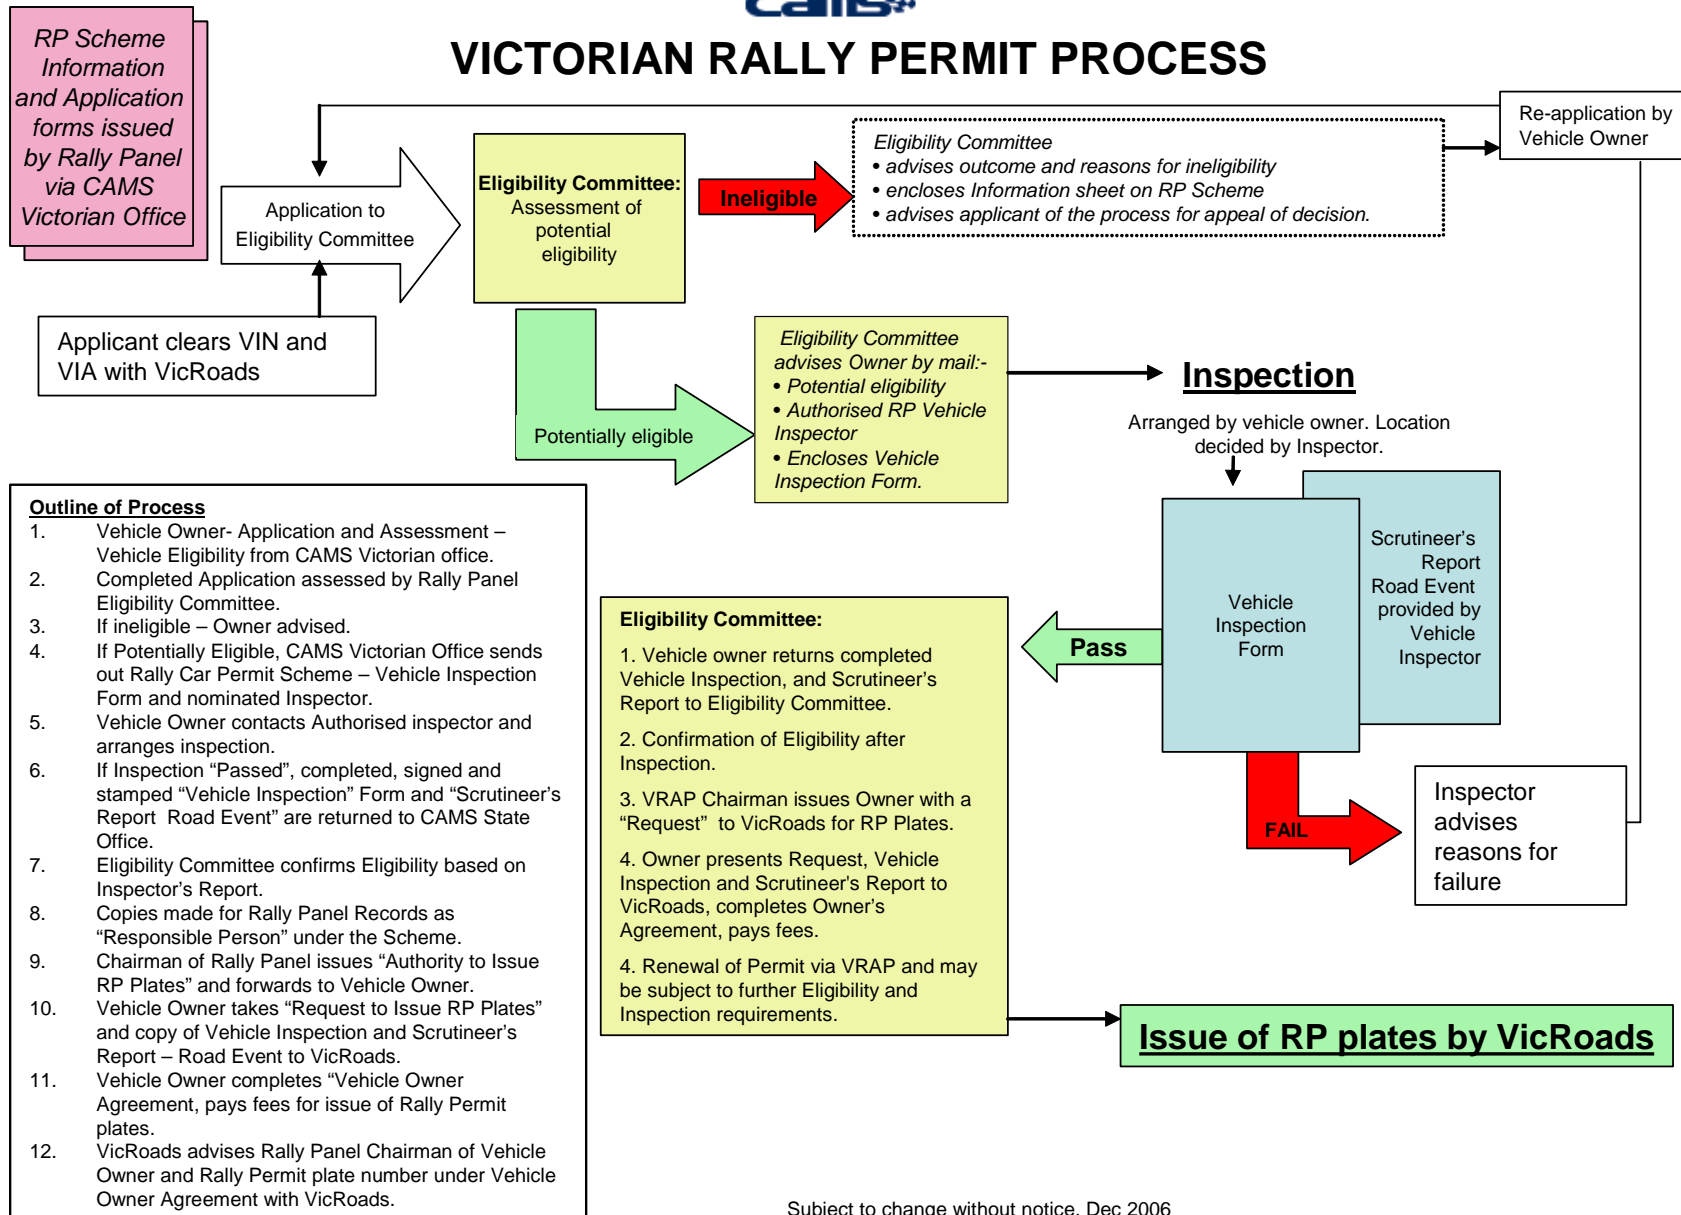 cams
VICTORIAN RALLY PERMIT PROCESS
RP Scheme
Information
and Application
forms issued
by Rally Panel
via CAMS
Victorian Office
Application to
Eligibility Committee
Applicant clears VIN and
VIA with VicRoads
Eligibility Committee:
Assessment of
potential
eligibility
Ineligible
Eligibility Committee
• advises outcome and reasons for ineligibility
• encloses Information sheet on RP Scheme
• advises applicant of the process for appeal of decision.
Re-application by
Vehicle Owner
Potentially eligible
Eligibility Committee
advises Owner by mail:-
• Potential eligibility
• Authorised RP Vehicle
Inspector
• Encloses Vehicle
Inspection Form.
Inspection
Arranged by vehicle owner. Location
decided by Inspector.
Vehicle
Inspection
Form
Scrutineer's
Report
Road Event
provided by
Vehicle
Inspector
Pass
FAIL
Inspector
advises
reasons for
failure
Eligibility Committee:
1. Vehicle owner returns completed
Vehicle Inspection, and Scrutineer's
Report to Eligibility Committee.
2. Confirmation of Eligibility after
Inspection.
3. VRAP Chairman issues Owner with a
“Request” to VicRoads for RP Plates.
4. Owner presents Request, Vehicle
Inspection and Scrutineer's Report to
VicRoads, completes Owner's
Agreement, pays fees.
4. Renewal of Permit via VRAP and may
be subject to further Eligibility and
Inspection requirements.
Issue of RP plates by VicRoads
Outline of Process
1. Vehicle Owner- Application and Assessment –
Vehicle Eligibility from CAMS Victorian office.
2. Completed Application assessed by Rally Panel
Eligibility Committee.
3. If ineligible – Owner advised.
4. If Potentially Eligible, CAMS Victorian Office sends
out Rally Car Permit Scheme – Vehicle Inspection
Form and nominated Inspector.
5. Vehicle Owner contacts Authorised inspector and
arranges inspection.
6. If Inspection “Passed”, completed, signed and
stamped “Vehicle Inspection” Form and “Scrutineer's
Report Road Event” are returned to CAMS State
Office.
7. Eligibility Committee confirms Eligibility based on
Inspector's Report.
8. Copies made for Rally Panel Records as
“Responsible Person” under the Scheme.
9. Chairman of Rally Panel issues “Authority to Issue
RP Plates” and forwards to Vehicle Owner.
10. Vehicle Owner takes “Request to Issue RP Plates”
and copy of Vehicle Inspection and Scrutineer's
Report – Road Event to VicRoads.
11. Vehicle Owner completes “Vehicle Owner
Agreement, pays fees for issue of Rally Permit
plates.
12. VicRoads advises Rally Panel Chairman of Vehicle
Owner and Rally Permit plate number under Vehicle
Owner Agreement with VicRoads.
Subject to change without notice. Dec 2006